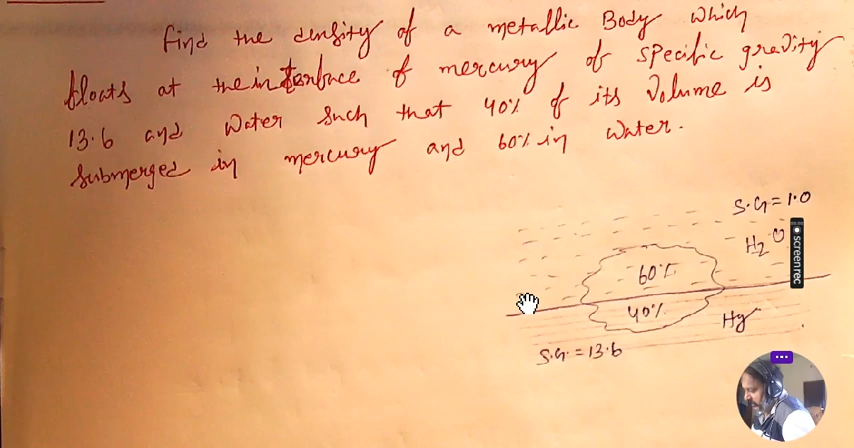 Find the density of a metallic Body which
floats at the interface of mercury of specific gravity
13.6 and water such that 40% of its volume is
submerged in mercury and 60% in water.
S.G = 1.0
H2O
60%
40%
Hg
S.G. = 13.6
screenrec